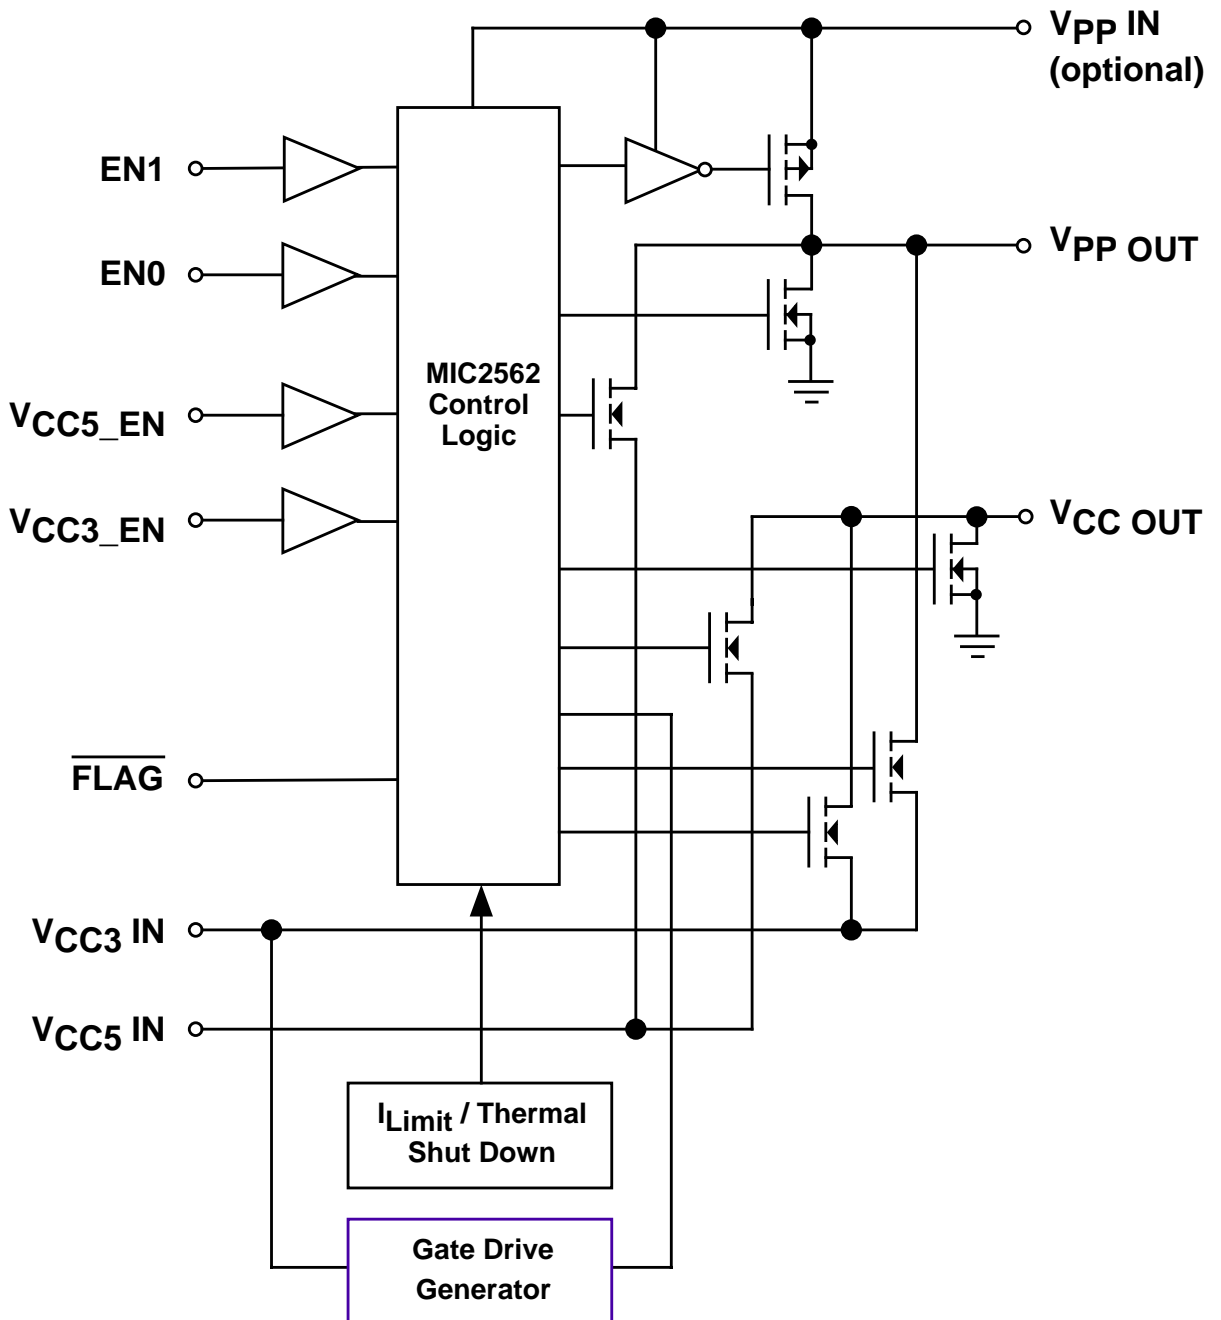 VPP IN
(optional)
EN1
EN0
VPP OUT
MIC2562
Control
Logic
VCC5_EN
VCC3_EN
VCC OUT
FLAG
VCC3 IN
VCC5 IN
ILimit / Thermal
Shut Down
Gate Drive
Generator